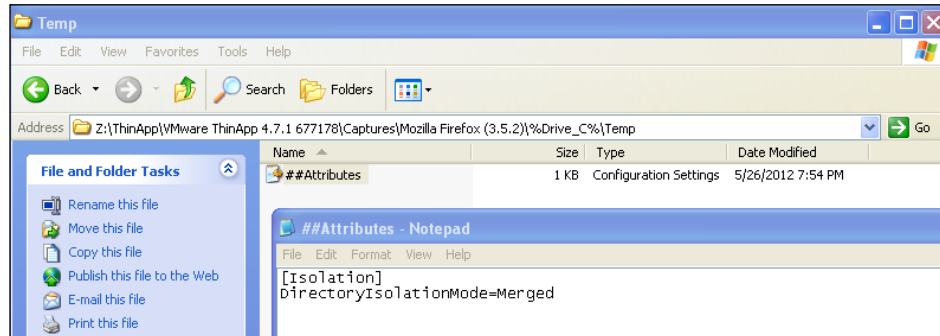 Temp
File Edit View Favorites Tools Help
Back Search Folders
Address Z:\ThinApp\VMware ThinApp 4.7.1 677178\Captures\Mozilla Firefox (3.5.2)\%Drive_C%\Temp Go
Name Size Type Date Modified
File and Folder Tasks
##Attributes 1 KB Configuration Settings 5/26/2012 7:54 PM
Rename this file
Move this file
Copy this file
Publish this file to the Web
E-mail this file
Print this file
##Attributes - Notepad
File Edit Format View Help
[Isolation]
DirectoryIsolationMode=Merged